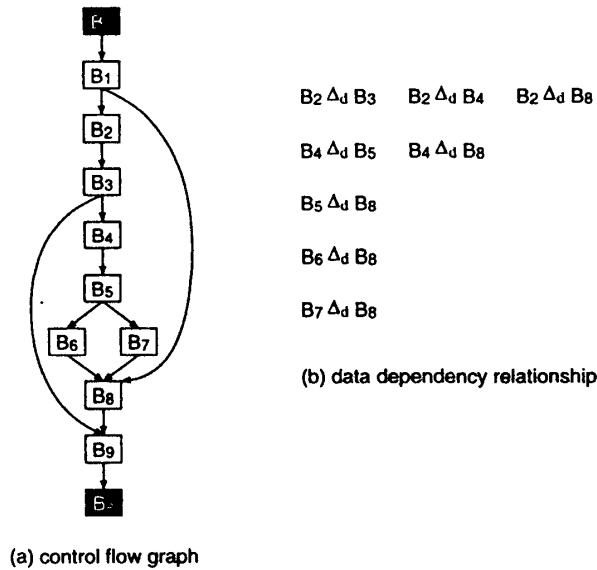 B1
B2
B3
B4
B5
B6 B7
B8
B9
(a) control flow graph
B2 Δd B3 B2 Δd B4 B2 Δd B8
B4 Δd B5 B4 Δd B8
B5 Δd B8
B6 Δd B8
B7 Δd B8
(b) data dependency relationship